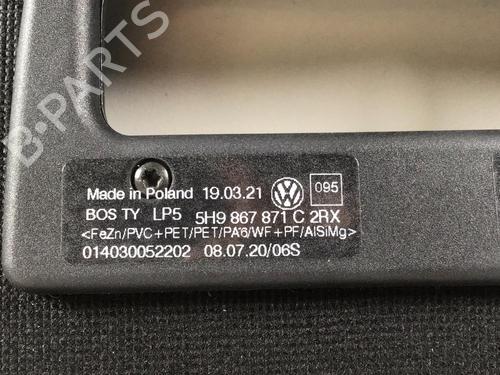 B-PARTS
Made in Poland 19.03.21 095
BOS TY LP5 5H9 867 871 C 2RX
<FeZn/PVC+PET/PET/PA6/WF+PF/AlSiMg>
014030052202 08.07.20/06S